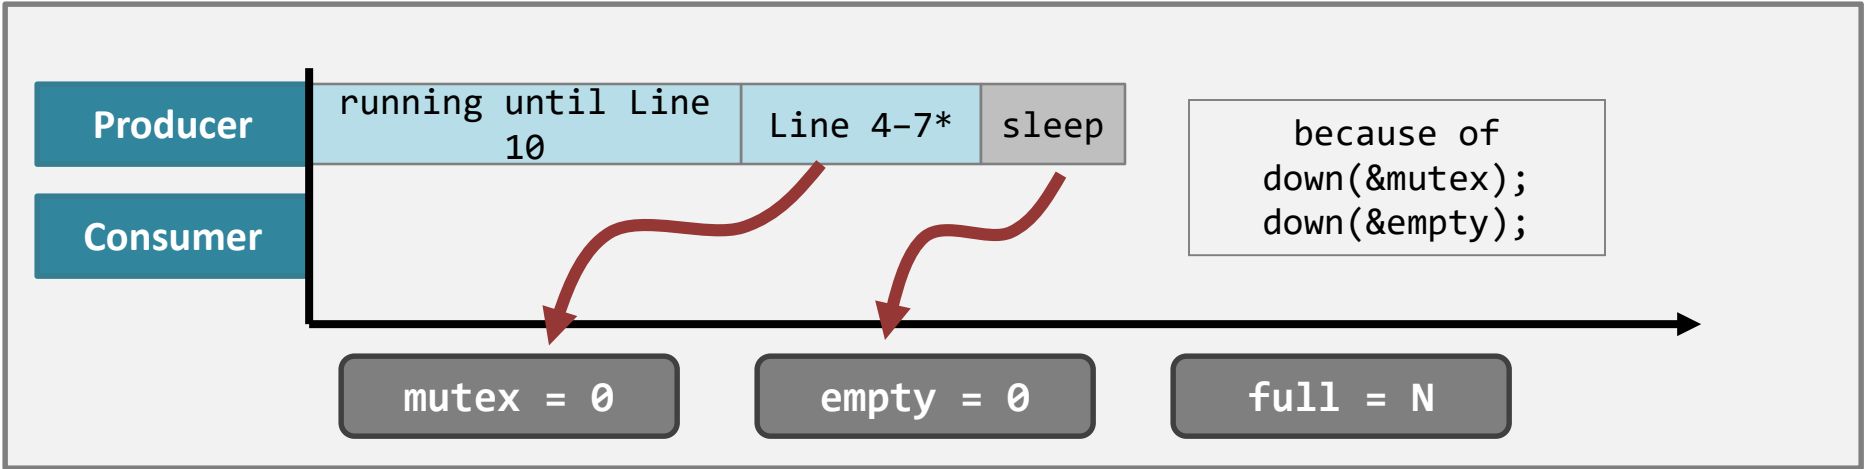 Producer
running until Line
10
Line 4–7*
sleep
because of
down(&mutex);
down(&empty);
Consumer
mutex = 0
empty = 0
full = N